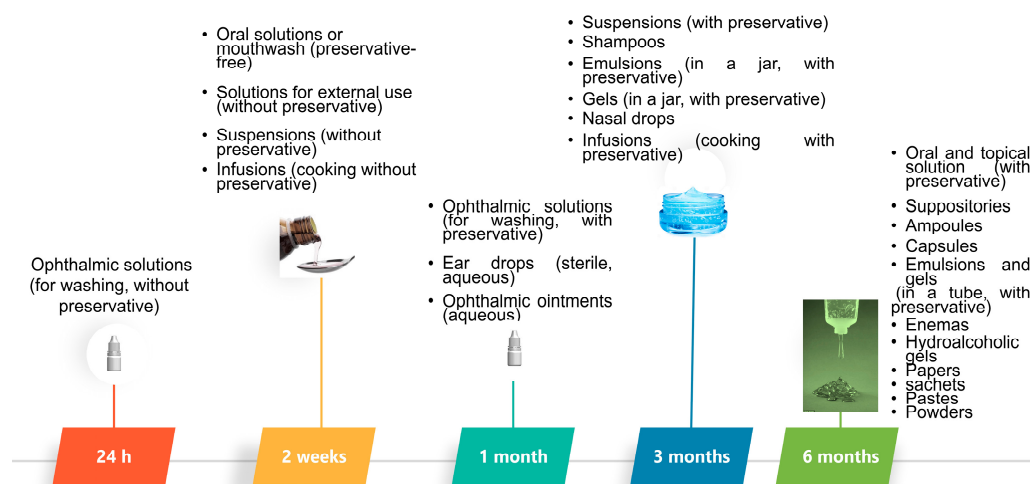 Ophthalmic solutions
(for washing, without
preservative)
24 h
• Oral solutions or
mouthwash (preservative-
free)
• Solutions for external use
(without preservative)
• Suspensions (without
preservative)
• Infusions (cooking without
preservative)
2 weeks
• Ophthalmic solutions
(for washing, with
preservative)
• Ear drops (sterile,
aqueous)
• Ophthalmic ointments
(aqueous)
1 month
• Suspensions (with preservative)
• Shampoos
• Emulsions (in a jar, with
preservative)
• Gels (in a jar, with preservative)
• Nasal drops
• Infusions (cooking with
preservative)
3 months
• Oral and topical
solution (with
preservative)
• Suppositories
• Ampoules
• Capsules
• Emulsions and
gels
(in a tube, with
preservative)
• Enemas
• Hydroalcoholic
gels
• Papers
• sachets
• Pastes
• Powders
6 months